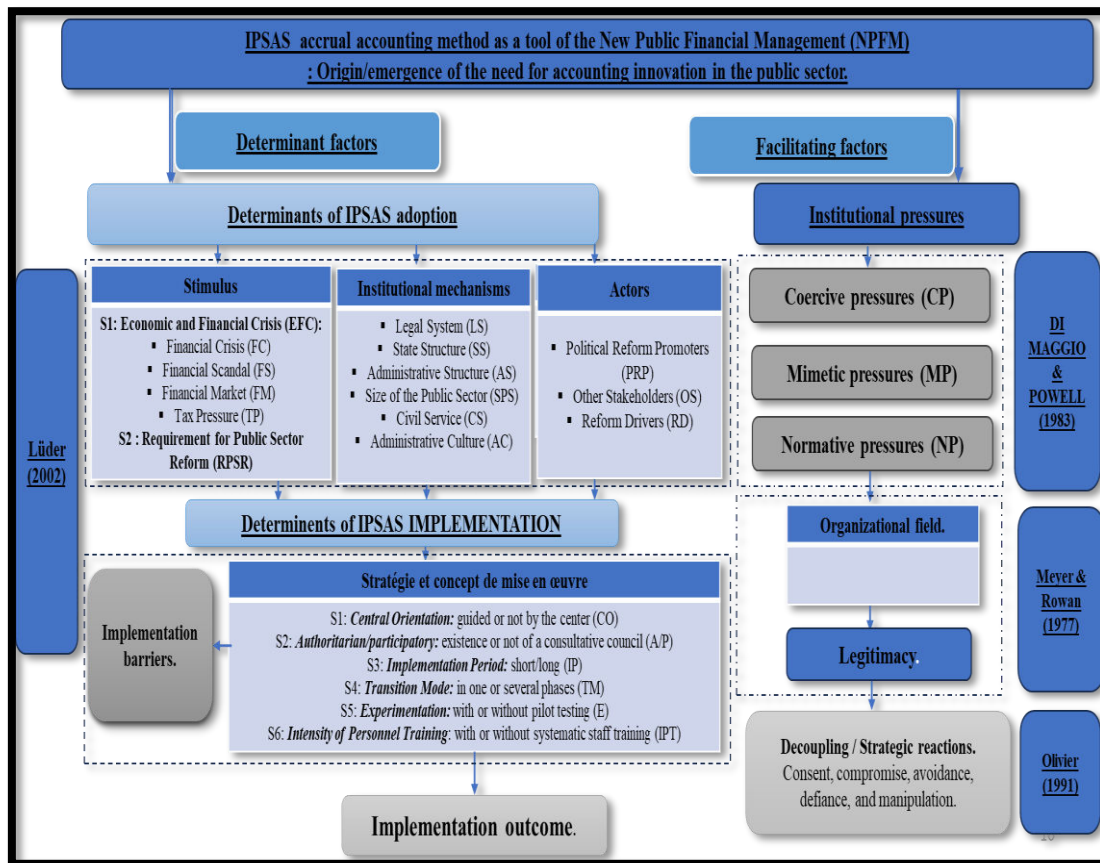 IPSAS accrual accounting method as a tool of the New Public Financial Management (NPFM)
: Origin/emergence of the need for accounting innovation in the public sector.
Determinant factors
Facilitating factors
Determinants of IPSAS adoption
Institutional pressures
Lüder
(2002)
Stimulus
S1: Economic and Financial Crisis (EFC):
▪ Financial Crisis (FC)
▪ Financial Scandal (FS)
▪ Financial Market (FM)
▪ Tax Pressure (TP)
S2 : Requirement for Public Sector
Reform (RPSR)
Institutional mechanisms
▪ Legal System (LS)
▪ State Structure (SS)
▪ Administrative Structure (AS)
▪ Size of the Public Sector (SPS)
▪ Civil Service (CS)
▪ Administrative Culture (AC)
Actors
▪ Political Reform Promoters
(PRP)
▪ Other Stakeholders (OS)
▪ Reform Drivers (RD)
Coercive pressures (CP)
Mimetic pressures (MP)
Normative pressures (NP)
DI
MAGGIO
&
POWELL
(1983)
Determinents of IPSAS IMPLEMENTATION
Implementation
barriers.
Stratégie et concept de mise en œuvre
S1: Central Orientation: guided or not by the center (CO)
S2: Authoritarian/participatory: existence or not of a consultative council (A/P)
S3: Implementation Period: short/long (IP)
S4: Transition Mode: in one or several phases (TM)
S5: Experimentation: with or without pilot testing (E)
S6: Intensity of Personnel Training: with or without systematic staff training (IPT)
Implementation outcome.
Organizational field.
Legitimacy.
Meyer &
Rowan
(1977)
Decoupling / Strategic reactions.
Consent, compromise, avoidance,
defiance, and manipulation.
Olivier
(1991)